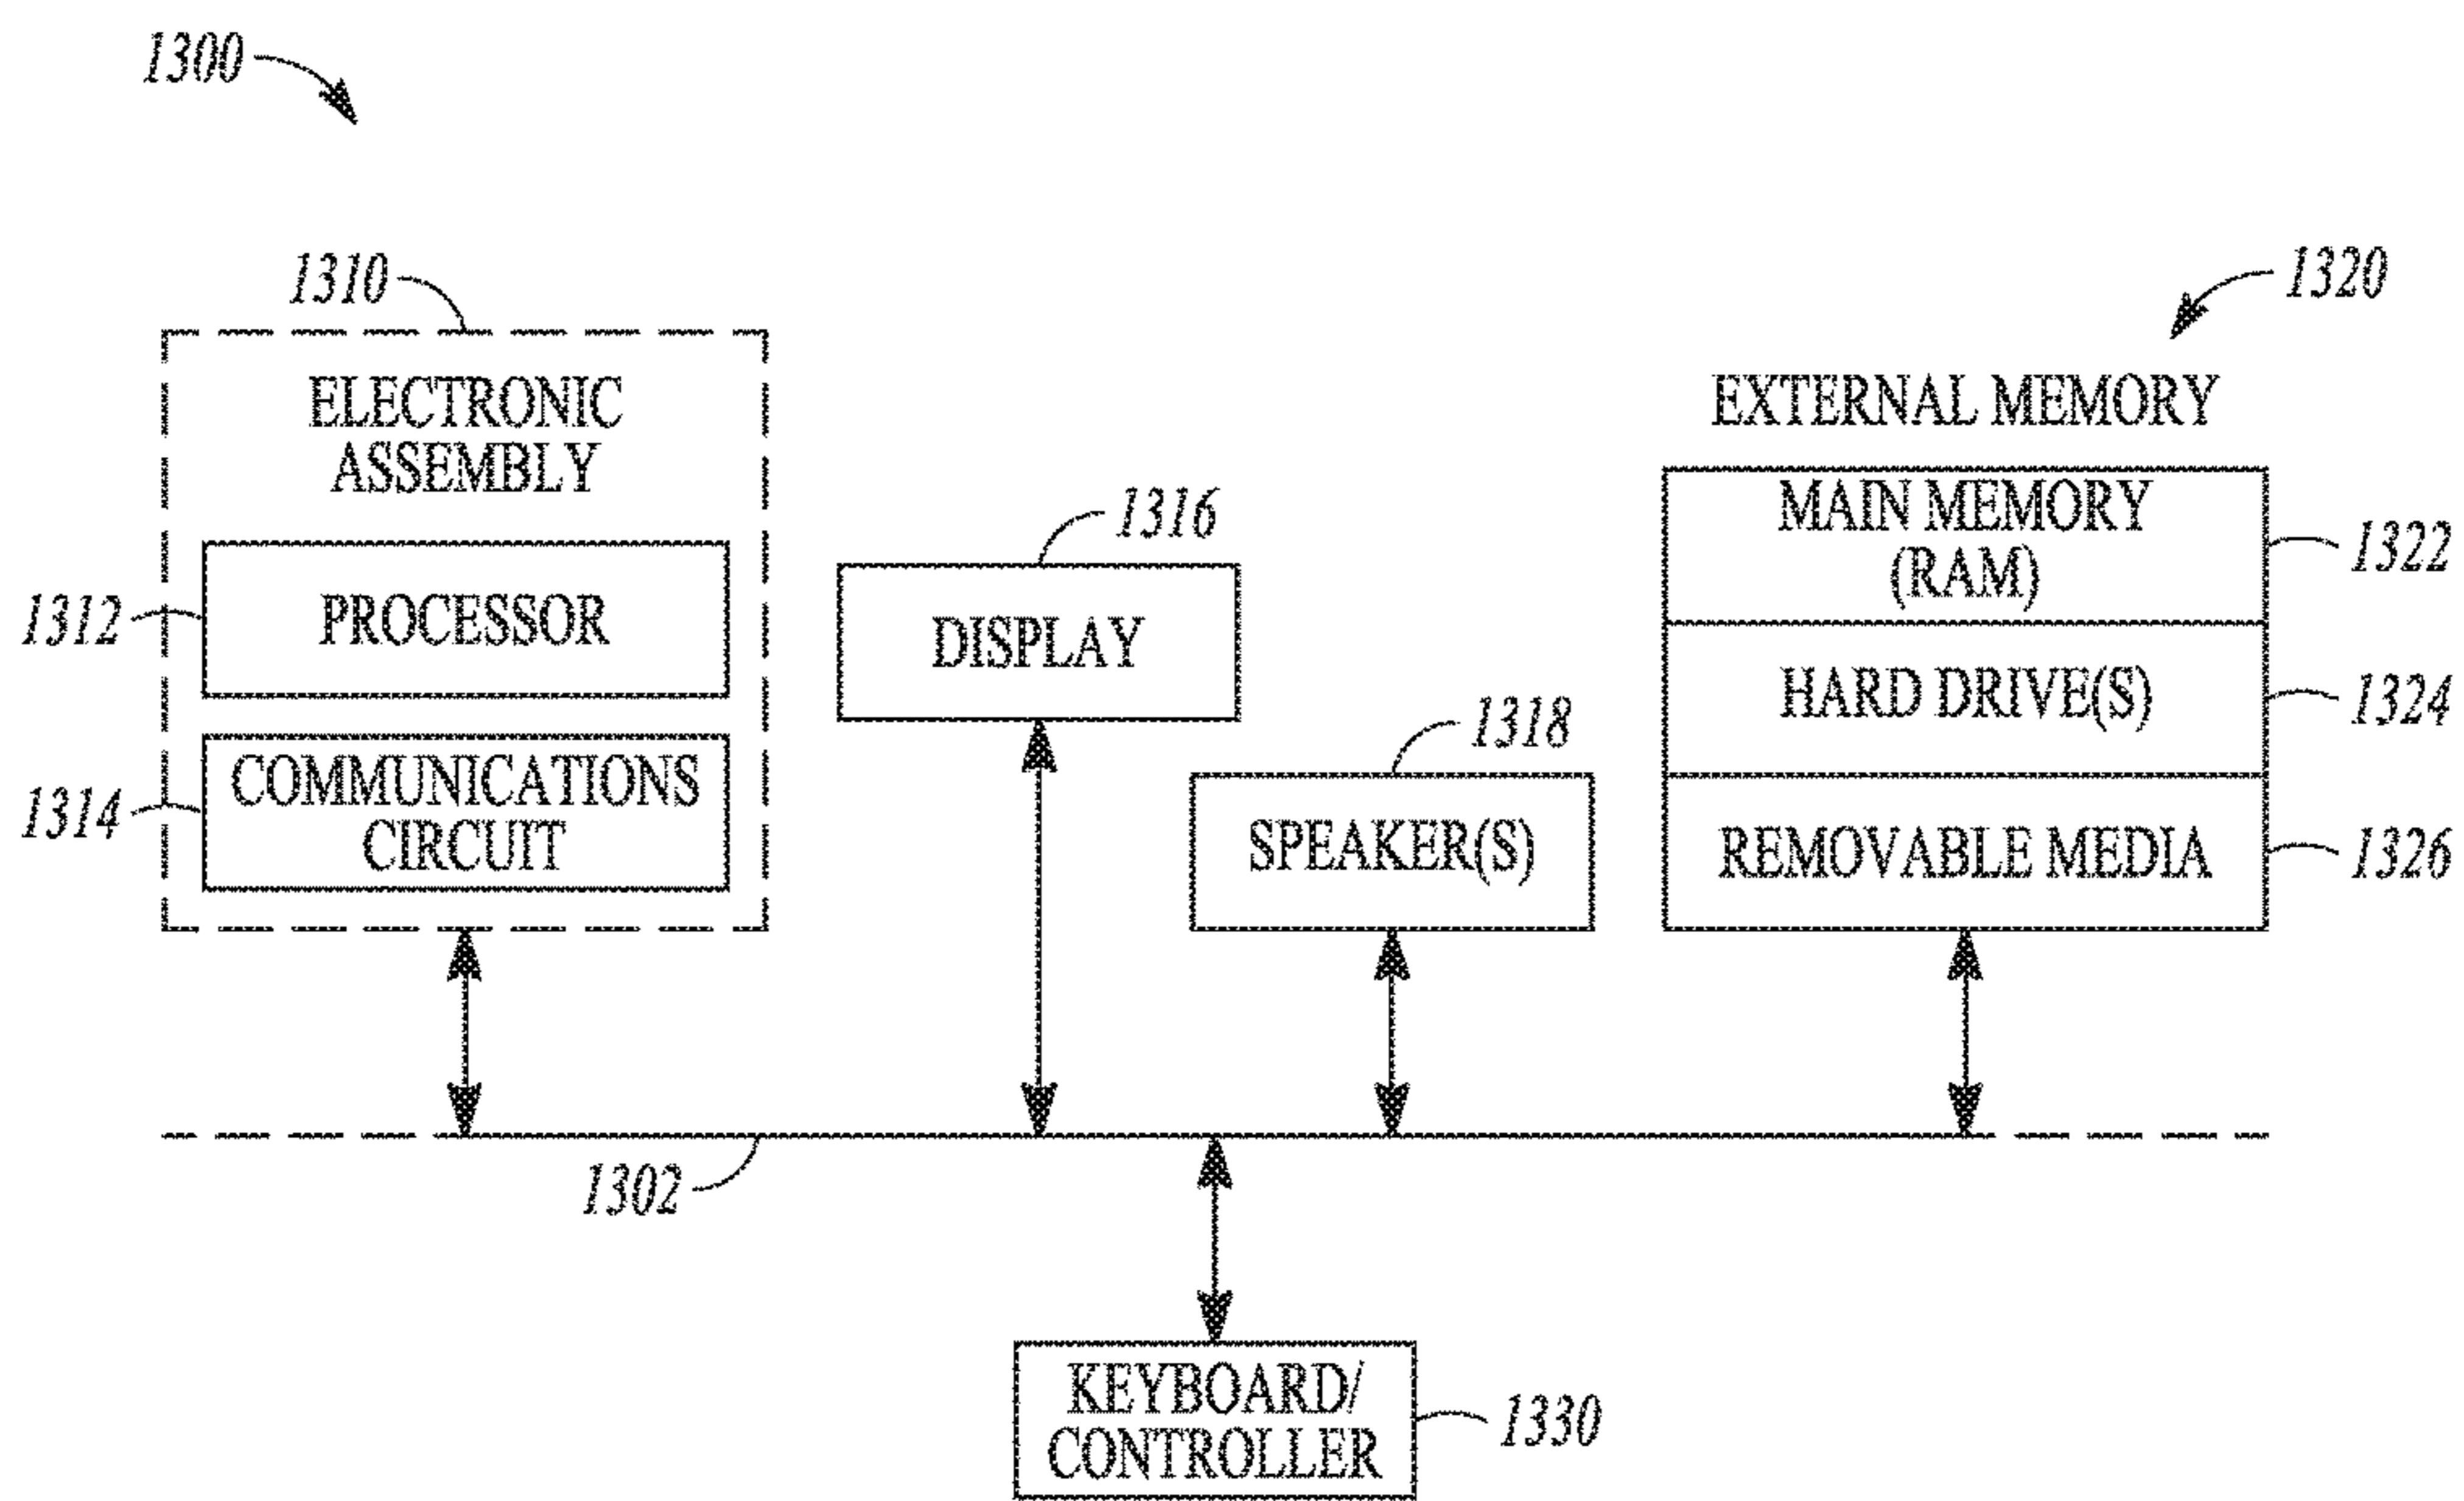 1300
1310
1320
ELECTRONIC
ASSEMBLY
EXTERNAL MEMORY
1316
MAIN MEMORY
(RAM)
1322
1312
PROCESSOR
DISPLAY
HARD DRIVE(S)
1324
1318
1314
COMMUNICATIONS
CIRCUIT
SPEAKER(S)
REMOVABLE MEDIA
1326
1302
KEYBOARD/
CONTROLLER
1330